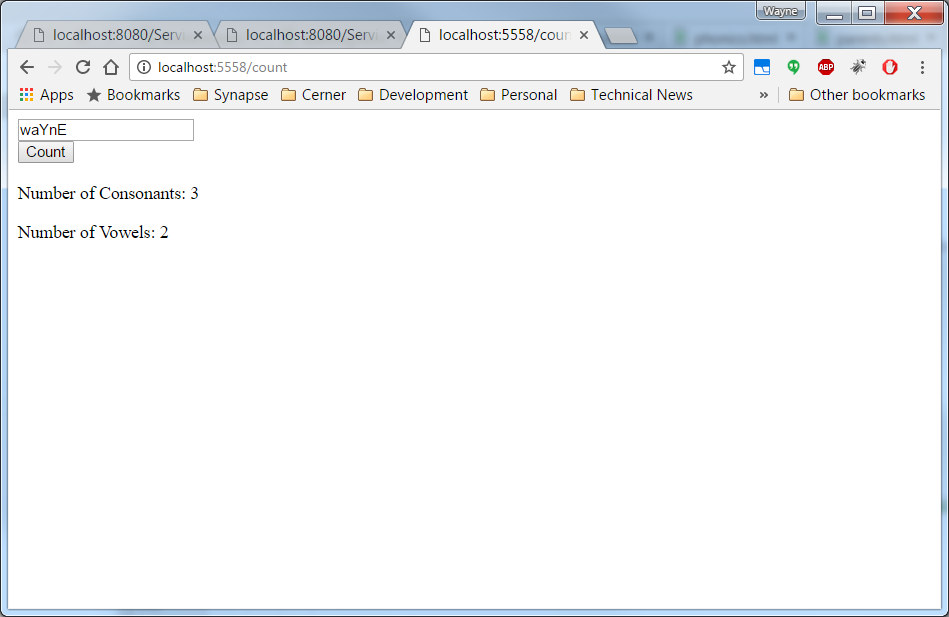 Wayne
localhost:8080/Serv localhost:8080/Serv localhost:5558/coun
localhost:5558/count
Apps Bookmarks Synapse Cerner Development Personal Technical News » Other bookmarks
ABP
waYnE
Count
Number of Consonants: 3
Number of Vowels: 2